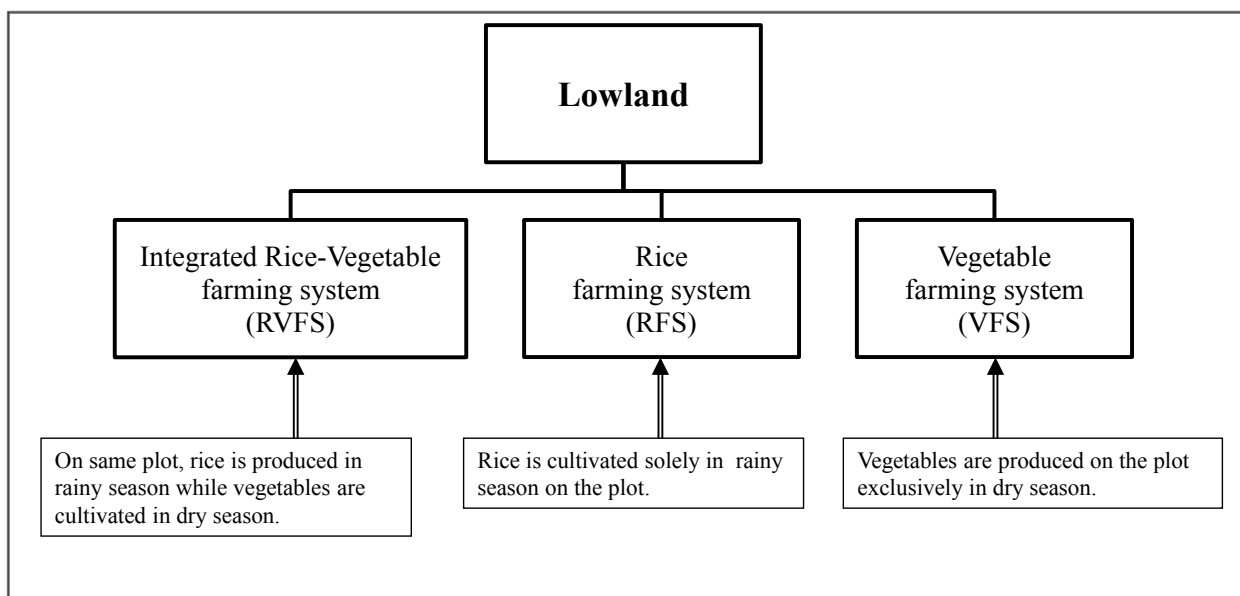 Lowland
Integrated Rice-Vegetable
farming system
(RVFS)
Rice
farming system
(RFS)
Vegetable
farming system
(VFS)
On same plot, rice is produced in
rainy season while vegetables are
cultivated in dry season.
Rice is cultivated solely in rainy
season on the plot.
Vegetables are produced on the plot
exclusively in dry season.